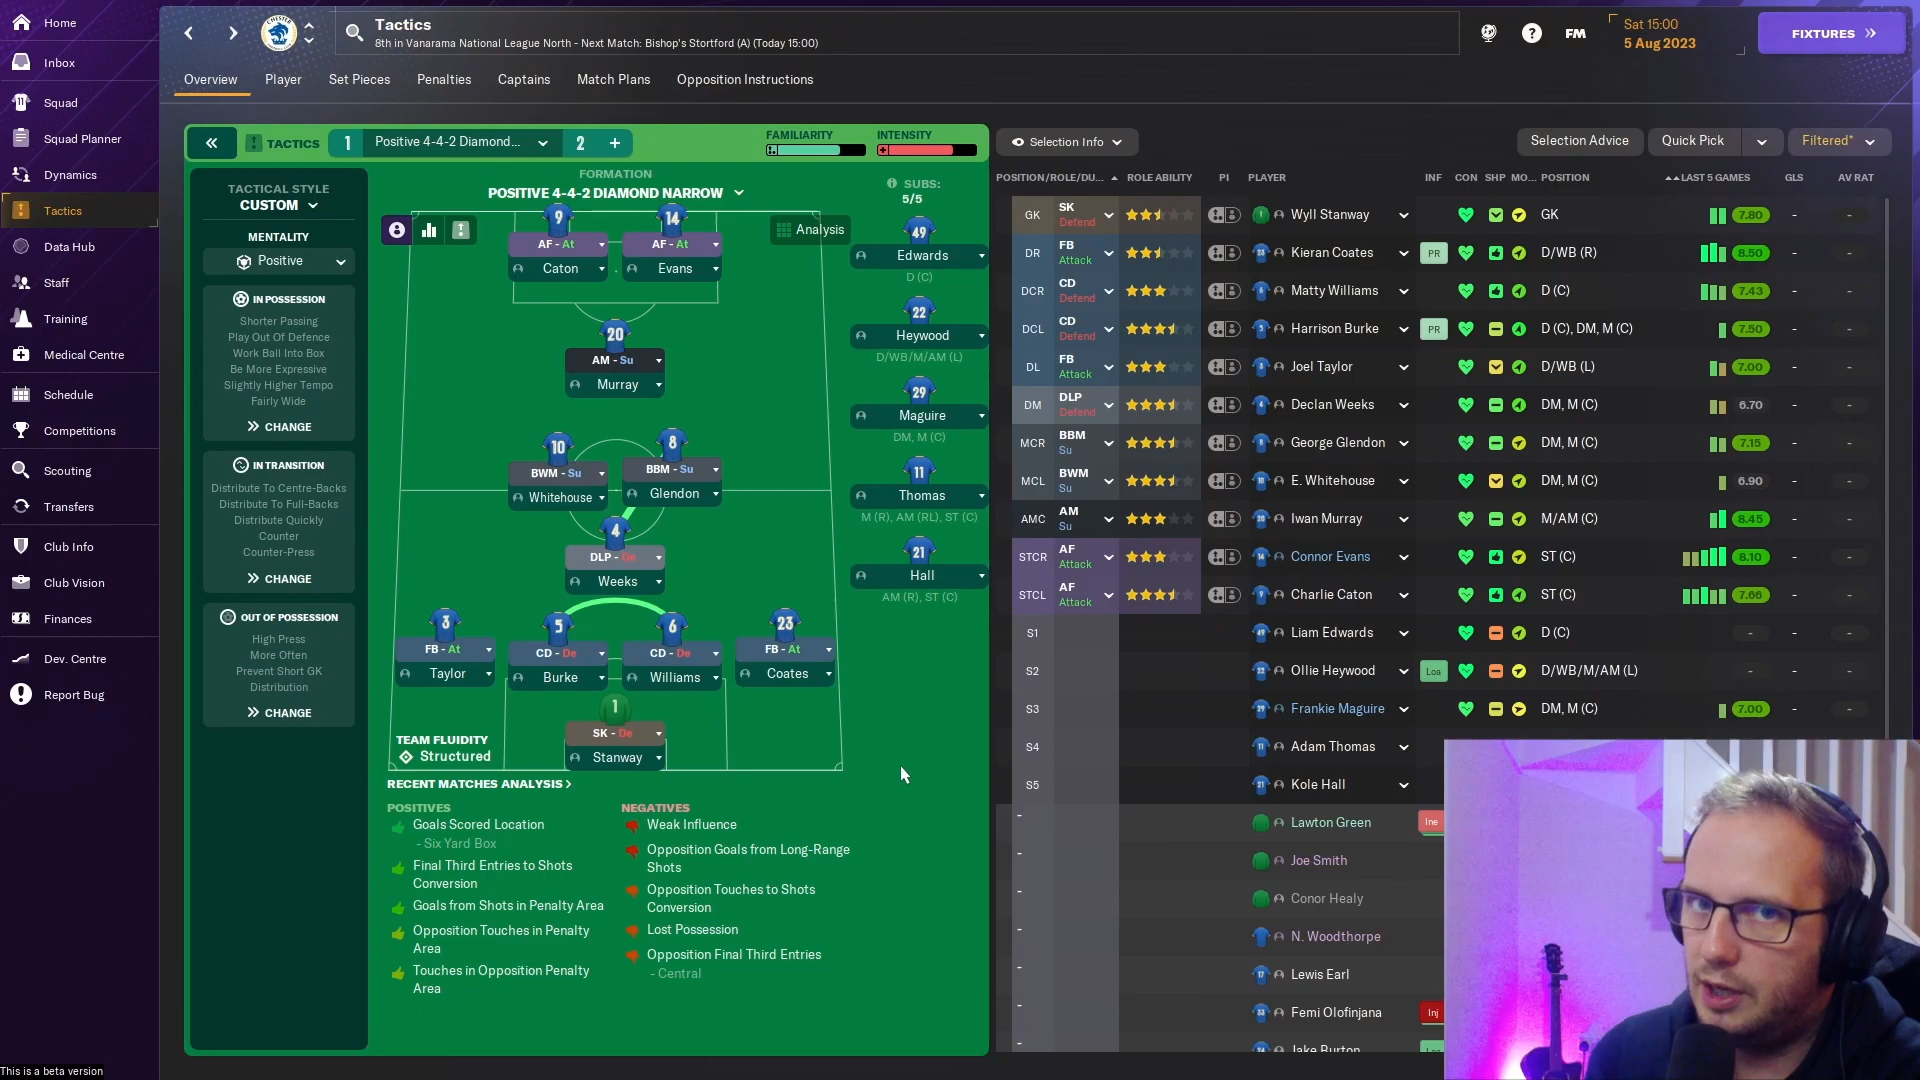 Home
Inbox
Squad
Squad Planner
Dynamics
Tactics
Data Hub
Staff
Training
Medical Centre
Schedule
Competitions
Scouting
Transfers
Club Info
Club Vision
Finances
Dev. Centre
Report Bug
This is a beta version
CHESTER
Tactics
8th in Vanarama National League North - Next Match: Bishop's Stortford (A) (Today 15:00)
?
FM
Sat 15:00
5 Aug 2023
FIXTURES
Overview
Player
Set Pieces
Penalties
Captains
Match Plans
Opposition Instructions
TACTICS
1
Positive 4-4-2 Diamond...
2
+
FAMILIARITY
INTENSITY
TACTICAL STYLE
CUSTOM
MENTALITY
Positive
IN POSSESSION
Shorter Passing
Play Out Of Defence
Work Ball Into Box
Be More Expressive
Slightly Higher Tempo
Fairly Wide
CHANGE
IN TRANSITION
Distribute To Centre-Backs
Distribute To Full-Backs
Distribute Quickly
Counter
Counter-Press
CHANGE
OUT OF POSSESSION
High Press
More Often
Prevent Short GK
Distribution
CHANGE
FORMATION
POSITIVE 4-4-2 DIAMOND NARROW
SUBS:
5/5
Analysis
9
AF - At
Caton
14
AF - At
Evans
20
AM - Su
Murray
10
BWM - Su
Whitehouse
8
BBM - Su
Glendon
4
DLP - De
Weeks
3
FB - At
Taylor
5
CD - De
Burke
6
CD - De
Williams
23
FB - At
Coates
1
SK - De
Stanway
49
Edwards
D (C)
22
Heywood
D/WB/M/AM (L)
29
Maguire
DM, M (C)
11
Thomas
M (R), AM (RL), ST (C)
21
Hall
AM (R), ST (C)
TEAM FLUIDITY
Structured
RECENT MATCHES ANALYSIS
POSITIVES
Goals Scored Location
- Six Yard Box
Final Third Entries to Shots
Conversion
Goals from Shots in Penalty Area
Opposition Touches in Penalty
Area
Touches in Opposition Penalty
Area
NEGATIVES
Weak Influence
Opposition Goals from Long-Range
Shots
Opposition Touches to Shots
Conversion
Lost Possession
Opposition Final Third Entries
- Central
Selection Info
Selection Advice
Quick Pick
Filtered*
POSITION/ROLE/DU... ROLE ABILITY PI PLAYER INF CON SHP MO... POSITION LAST 5 GAMES GLS AV RAT
GK SK Defend Wyll Stanway GK 7.80 - -
DR FB Attack Kieran Coates PR D/WB (R) 8.50 - -
DCR CD Defend Matty Williams D (C) 7.43 - -
DCL CD Defend Harrison Burke PR D (C), DM, M (C) 7.50 - -
DL FB Attack Joel Taylor D/WB (L) 7.00 - -
DM DLP Defend Declan Weeks DM, M (C) 6.70 - -
MCR BBM Su George Glendon DM, M (C) 7.15 - -
MCL BWM Su E. Whitehouse DM, M (C) 6.90 - -
AMC AM Su Iwan Murray M/AM (C) 8.45 - -
STCR AF Attack Connor Evans ST (C) 8.10 - -
STCL AF Attack Charlie Caton ST (C) 7.66 - -
S1 Liam Edwards D (C) - - -
S2 Ollie Heywood Loa D/WB/M/AM (L) - - -
S3 Frankie Maguire DM, M (C) 7.00 - -
S4 Adam Thomas
S5 Kole Hall
- Lawton Green Ine
- Joe Smith
- Conor Healy
- N. Woodthorpe
- Lewis Earl
- Femi Olofinjana Inj
- Jake Burton